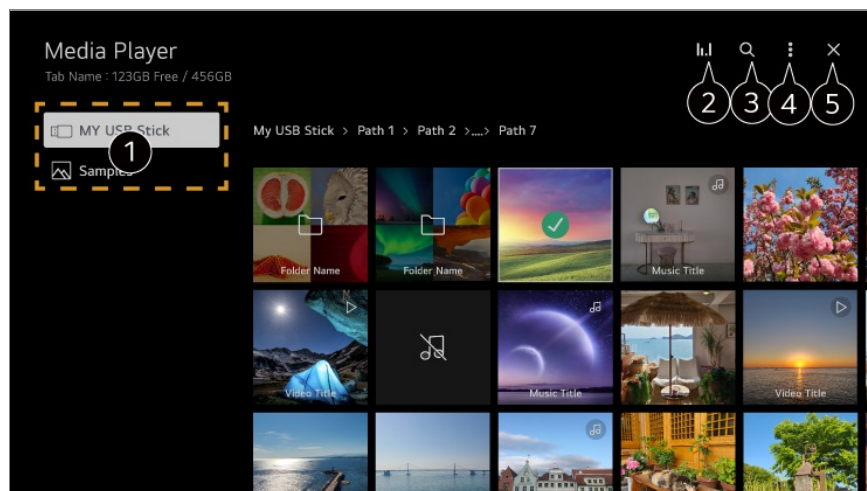 Media Player
Tab Name : 123GB Free / 456GB
2
3
4
5
MY USB Stick
1
Samples
My USB Stick > Path 1 > Path 2 >....> Path 7
Folder Name
Folder Name
Music Title
Video Title
Music Title
Video Title